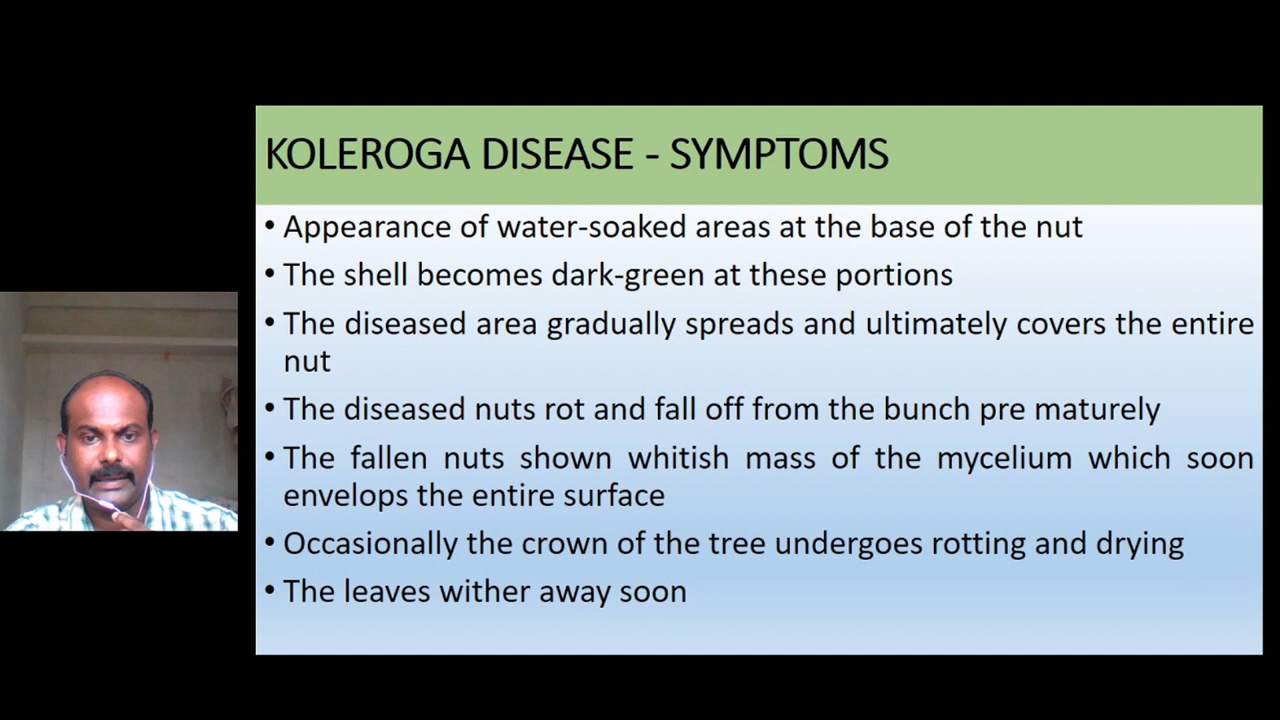 KOLEROGA DISEASE - SYMPTOMS
• Appearance of water-soaked areas at the base of the nut
• The shell becomes dark-green at these portions
• The diseased area gradually spreads and ultimately covers the entire
nut
• The diseased nuts rot and fall off from the bunch pre maturely
• The fallen nuts shown whitish mass of the mycelium which soon
envelops the entire surface
• Occasionally the crown of the tree undergoes rotting and drying
• The leaves wither away soon